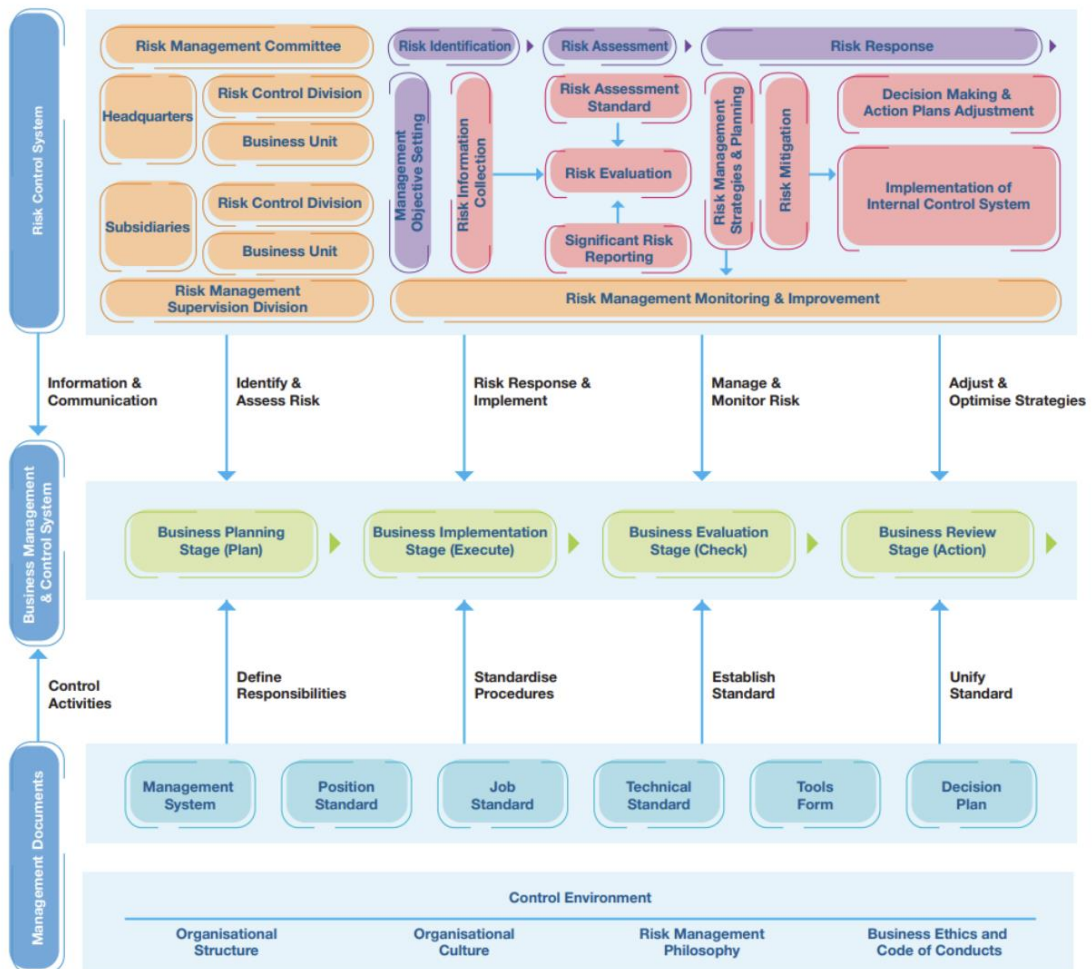 Risk Control System
Risk Management Committee
Headquarters
Risk Control Division
Business Unit
Subsidiaries
Risk Control Division
Business Unit
Risk Management
Supervision Division
Risk Identification
Risk Assessment
Risk Response
Management
Objective Setting
Risk Information
Collection
Risk Assessment
Standard
Risk Evaluation
Significant Risk
Reporting
Risk Management
Strategies & Planning
Risk Mitigation
Decision Making &
Action Plans Adjustment
Implementation of
Internal Control System
Risk Management Monitoring & Improvement
Information &
Communication
Identify &
Assess Risk
Risk Response &
Implement
Manage &
Monitor Risk
Adjust &
Optimise Strategies
Business Management
& Control System
Business Planning
Stage (Plan)
Business Implementation
Stage (Execute)
Business Evaluation
Stage (Check)
Business Review
Stage (Action)
Control
Activities
Define
Responsibilities
Standardise
Procedures
Establish
Standard
Unify
Standard
Management Documents
Management
System
Position
Standard
Job
Standard
Technical
Standard
Tools
Form
Decision
Plan
Control Environment
Organisational
Structure
Organisational
Culture
Risk Management
Philosophy
Business Ethics and
Code of Conducts